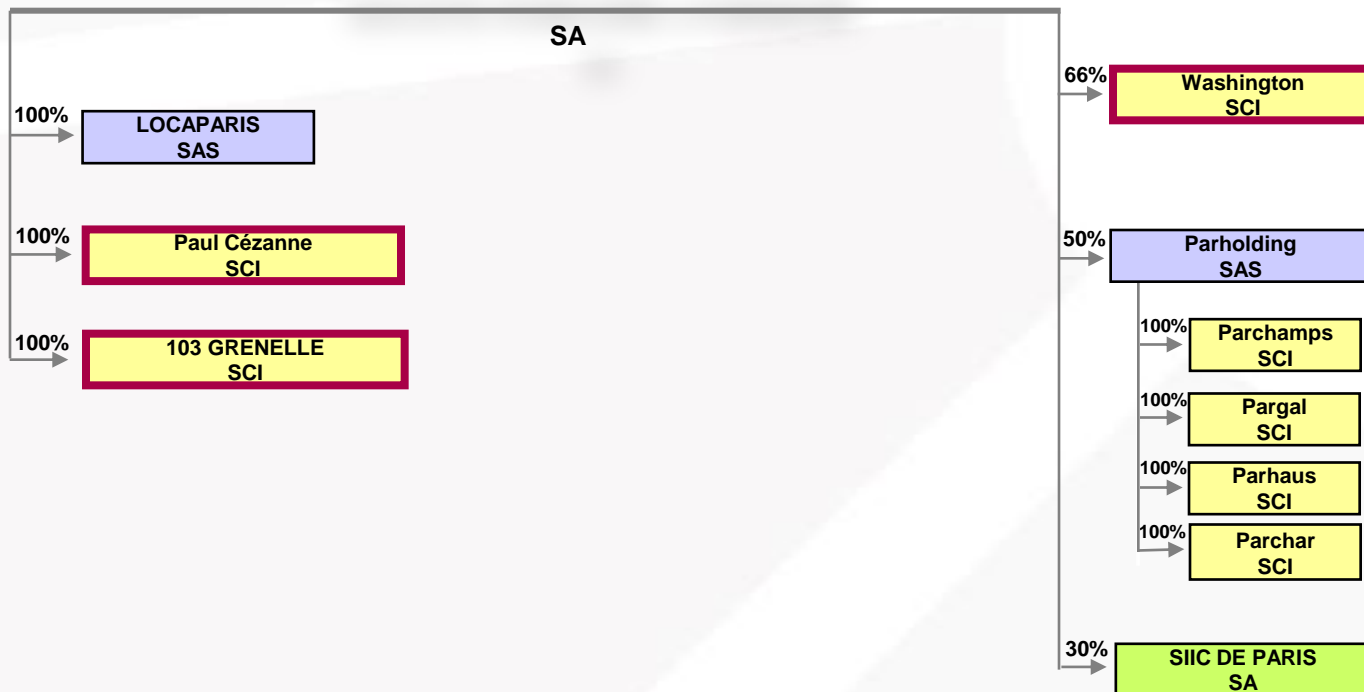 SA
100%
LOCAPARIS
SAS
100%
Paul Cézanne
SCI
100%
103 GRENELLE
SCI
66%
Washington
SCI
50%
Parholding
SAS
100%
Parchamps
SCI
100%
Pargal
SCI
100%
Parhaus
SCI
100%
Parchar
SCI
30%
SIIC DE PARIS
SA